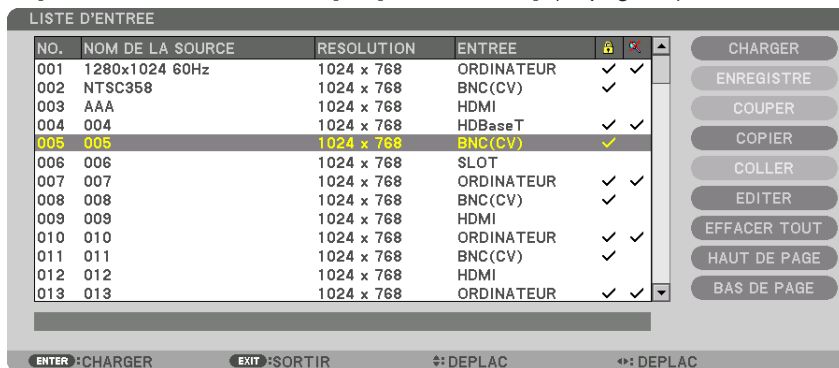 LISTE D'ENTREE
NO. NOM DE LA SOURCE RESOLUTION ENTREE
001 1280x1024 60Hz 1024 x 768 ORDINATEUR ✓ ✓
002 NTSC358 1024 x 768 BNC(CV) ✓
003 AAA 1024 x 768 HDMI
004 004 1024 x 768 HDBaseT ✓ ✓
005 005 1024 x 768 BNC(CV) ✓
006 006 1024 x 768 SLOT
007 007 1024 x 768 ORDINATEUR ✓ ✓
008 008 1024 x 768 BNC(CV) ✓
009 009 1024 x 768 HDMI
010 010 1024 x 768 ORDINATEUR ✓ ✓
011 011 1024 x 768 BNC(CV) ✓
012 012 1024 x 768 HDMI
013 013 1024 x 768 ORDINATEUR ✓ ✓
CHARGER
ENREGISTRE
COUPER
COPIER
COLLER
EDITER
EFFACER TOUT
HAUT DE PAGE
BAS DE PAGE
ENTER :CHARGER EXIT :SORTIR :DEPLAC :DEPLAC